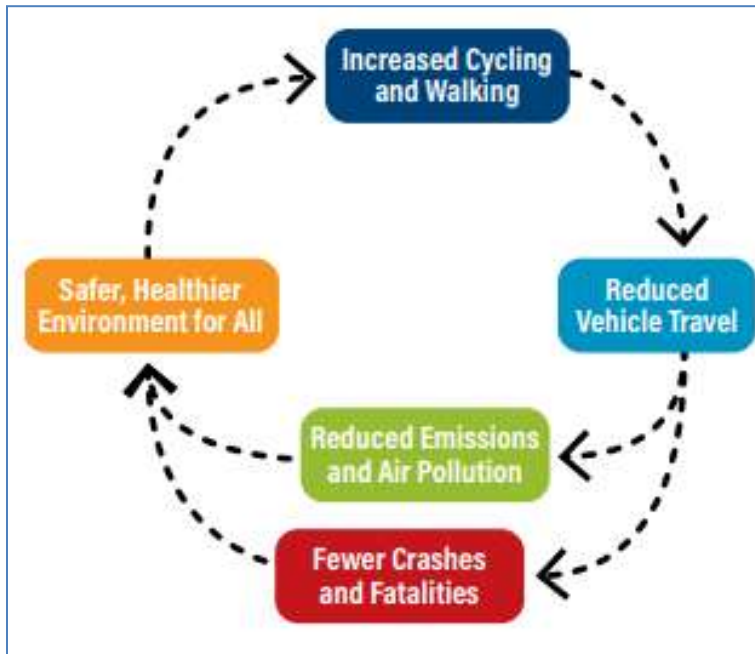 Increased Cycling
and Walking
Safer, Healthier
Environment for All
Reduced
Vehicle Travel
Reduced Emissions
and Air Pollution
Fewer Crashes
and Fatalities